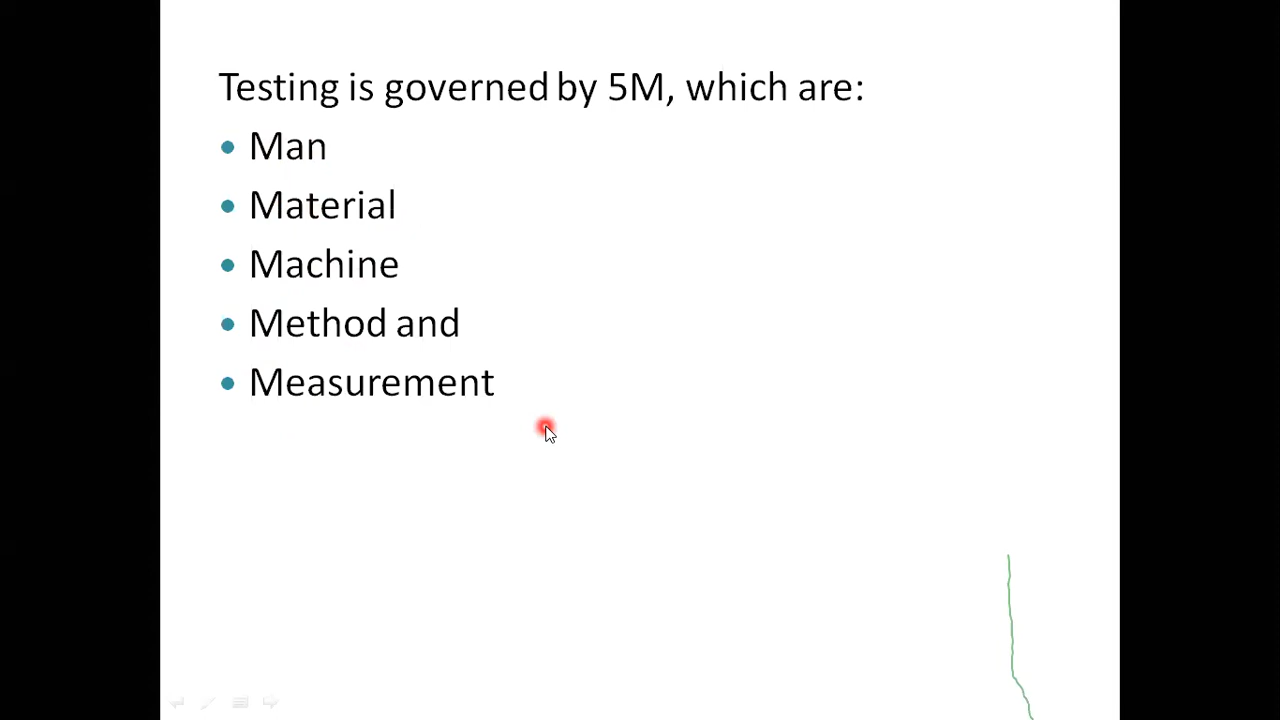 Testing is governed by 5M, which are:
• Man
• Material
• Machine
• Method and
• Measurement